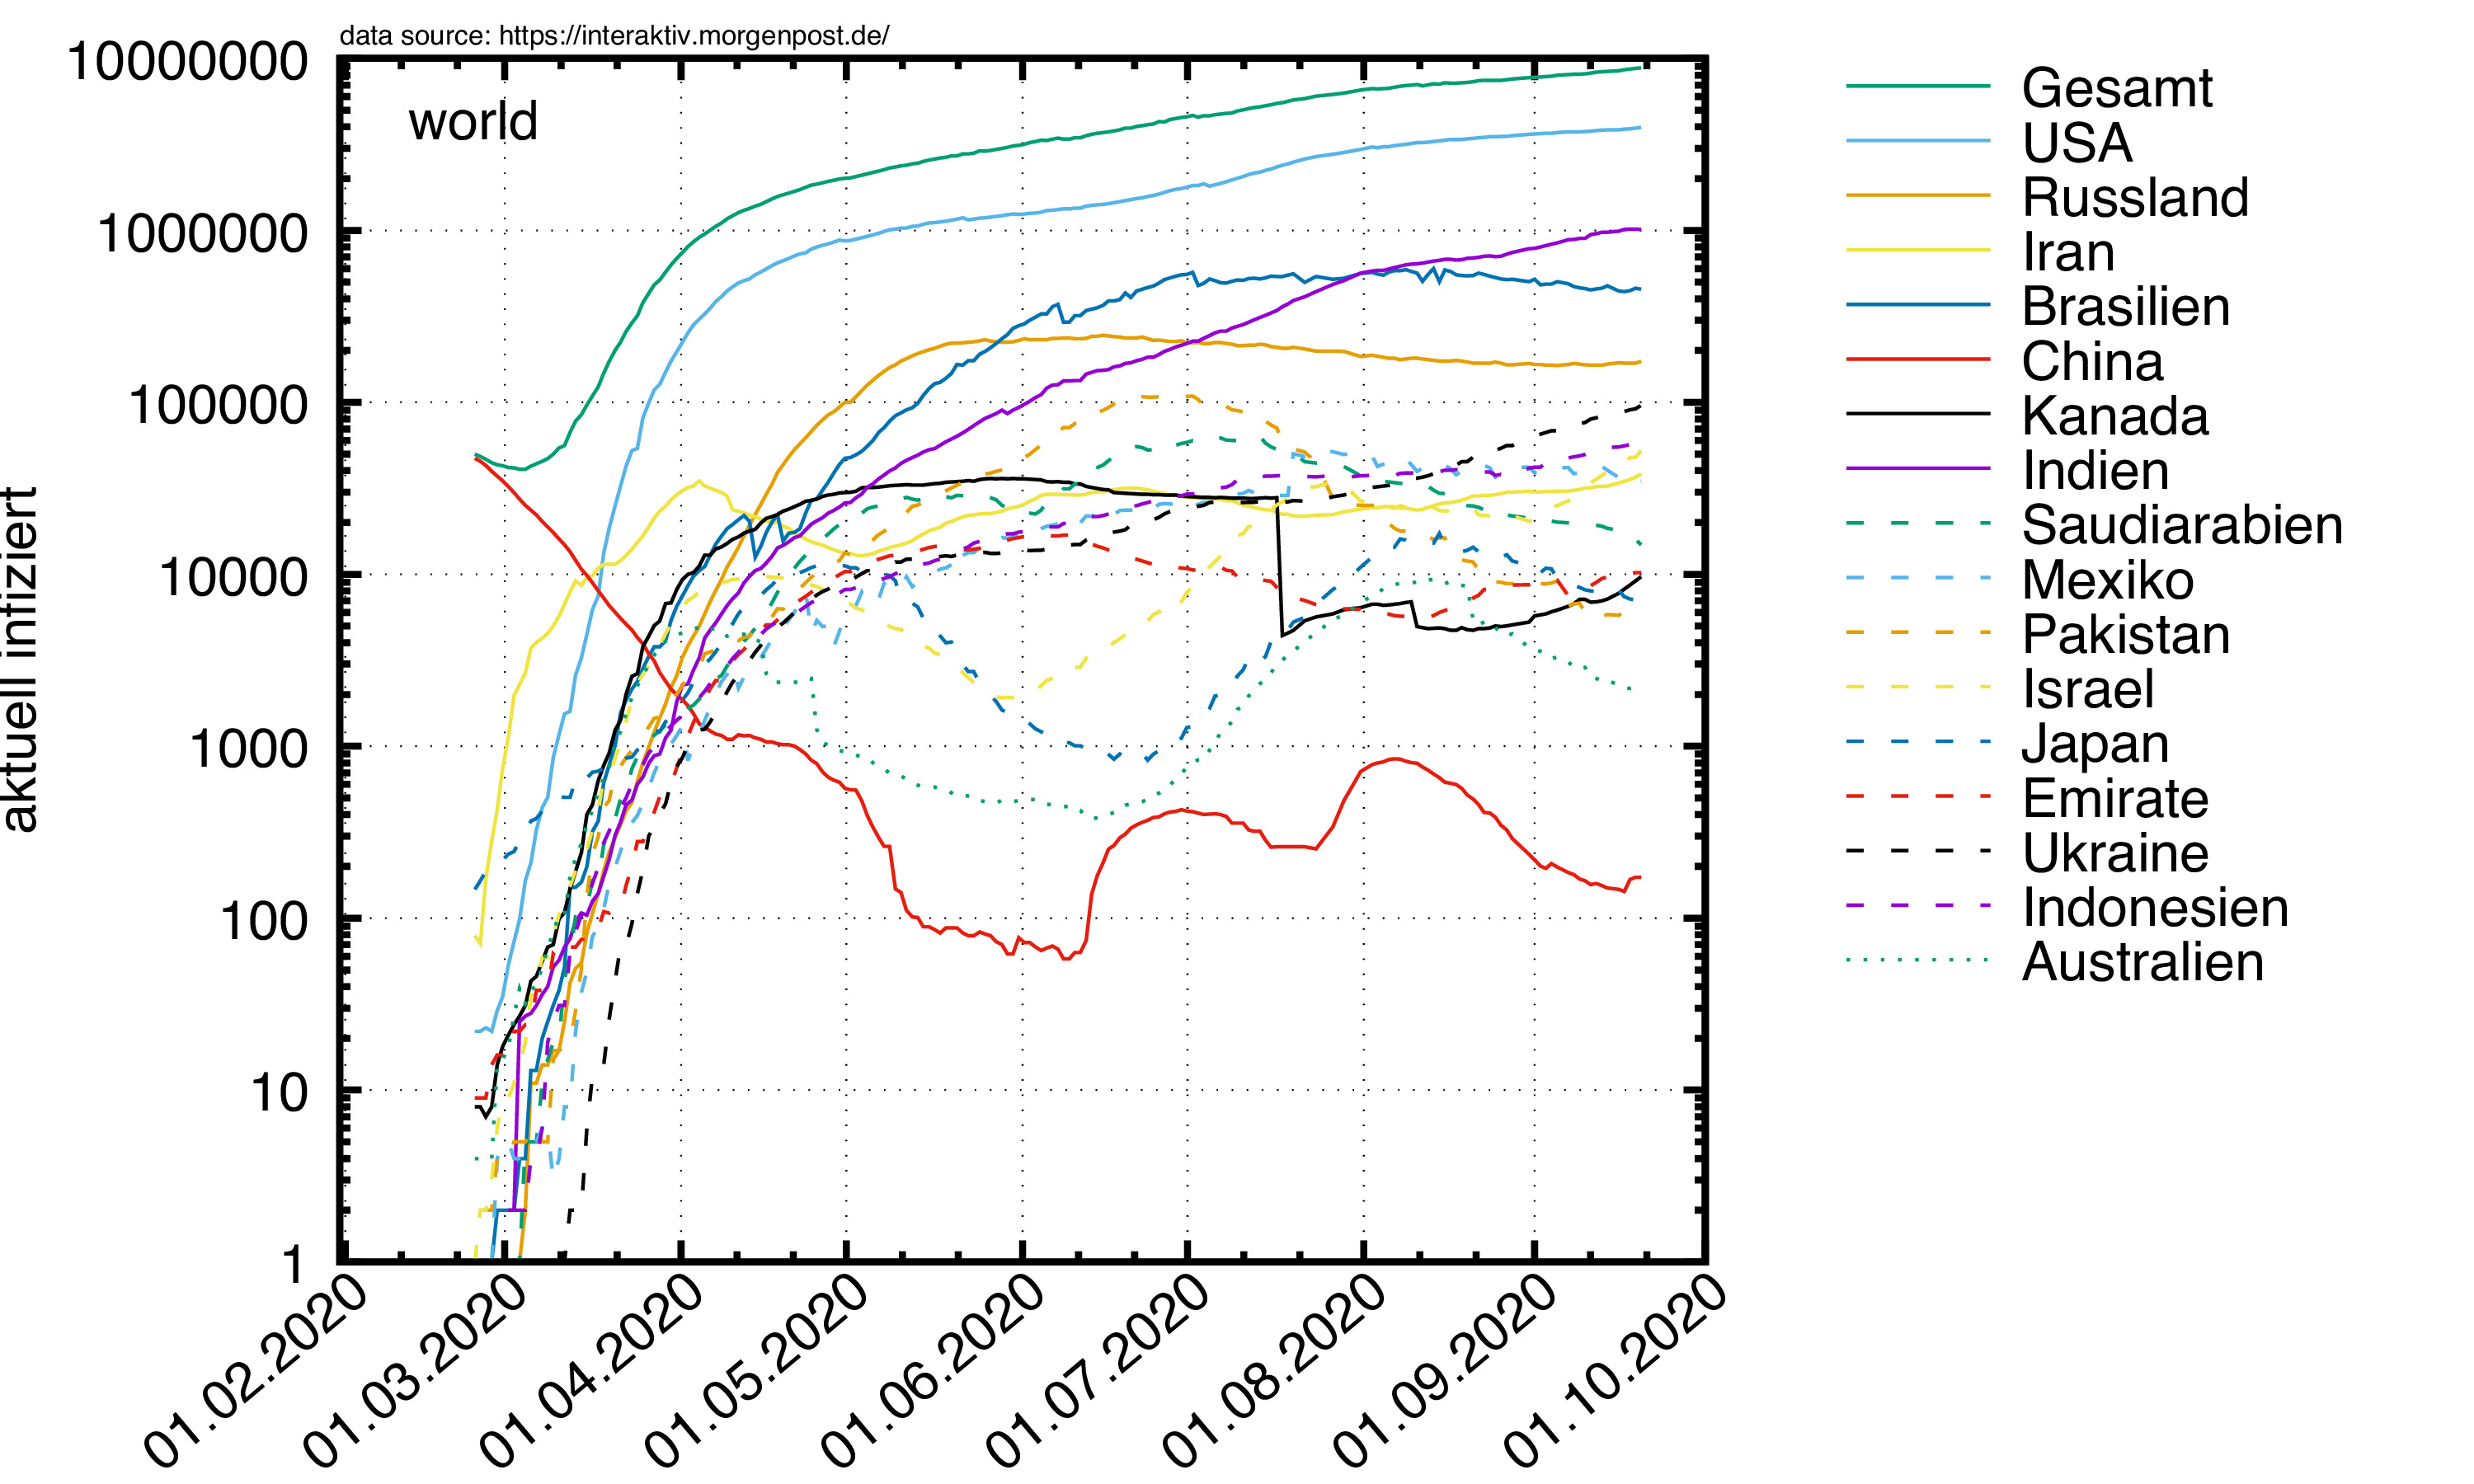 data source: https://interaktiv.morgenpost.de/
world
aktuell infiziert
10000000
1000000
100000
10000
1000
100
10
1
01.02.2020
01.03.2020
01.04.2020
01.05.2020
01.06.2020
01.07.2020
01.08.2020
01.09.2020
01.10.2020
Gesamt
USA
Russland
Iran
Brasilien
China
Kanada
Indien
Saudiarabien
Mexiko
Pakistan
Israel
Japan
Emirate
Ukraine
Indonesien
Australien